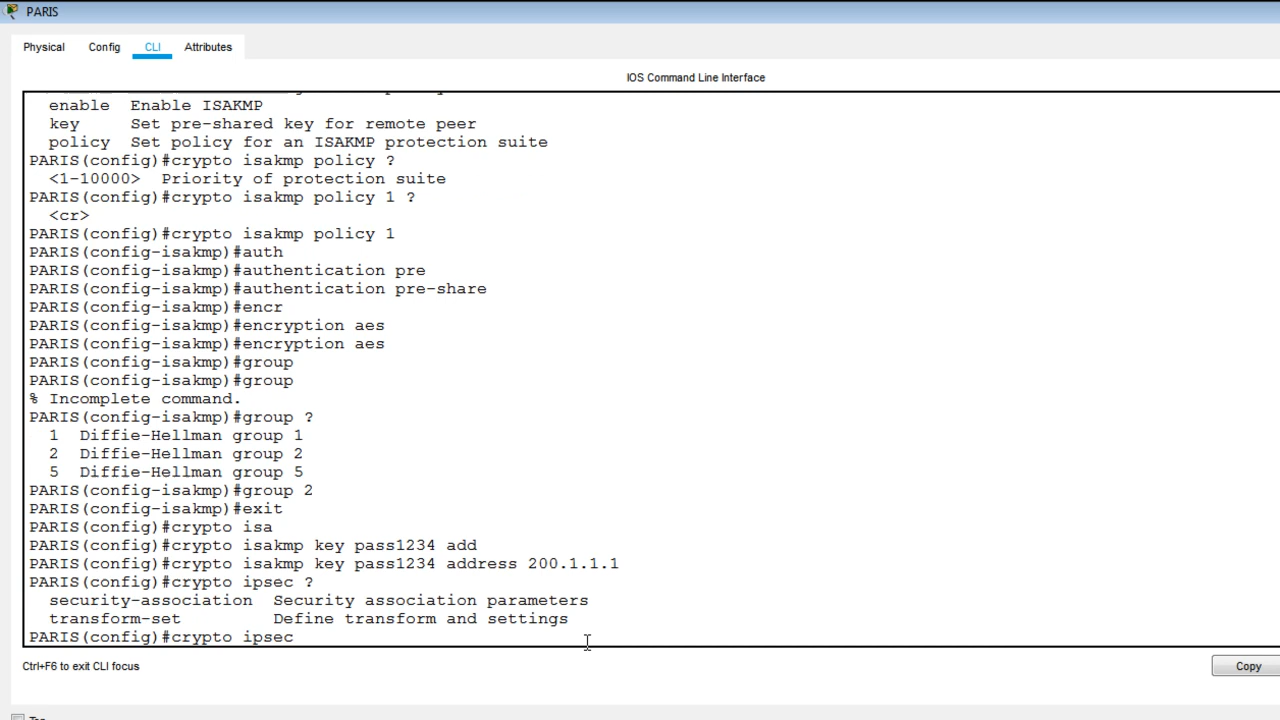 PARIS
Physical Config CLI Attributes
IOS Command Line Interface
enable  Enable ISAKMP
key     Set pre-shared key for remote peer
policy  Set policy for an ISAKMP protection suite
PARIS(config)#crypto isakmp policy ?
<1-10000>  Priority of protection suite
PARIS(config)#crypto isakmp policy 1 ?
<cr>
PARIS(config)#crypto isakmp policy 1
PARIS(config-isakmp)#auth
PARIS(config-isakmp)#authentication pre
PARIS(config-isakmp)#authentication pre-share
PARIS(config-isakmp)#encr
PARIS(config-isakmp)#encryption aes
PARIS(config-isakmp)#encryption aes
PARIS(config-isakmp)#group
PARIS(config-isakmp)#group
% Incomplete command.
PARIS(config-isakmp)#group ?
1  Diffie-Hellman group 1
2  Diffie-Hellman group 2
5  Diffie-Hellman group 5
PARIS(config-isakmp)#group 2
PARIS(config-isakmp)#exit
PARIS(config)#crypto isa
PARIS(config)#crypto isakmp key pass1234 add
PARIS(config)#crypto isakmp key pass1234 address 200.1.1.1
PARIS(config)#crypto ipsec ?
security-association  Security association parameters
transform-set         Define transform and settings
PARIS(config)#crypto ipsec
Ctrl+F6 to exit CLI focus
Copy